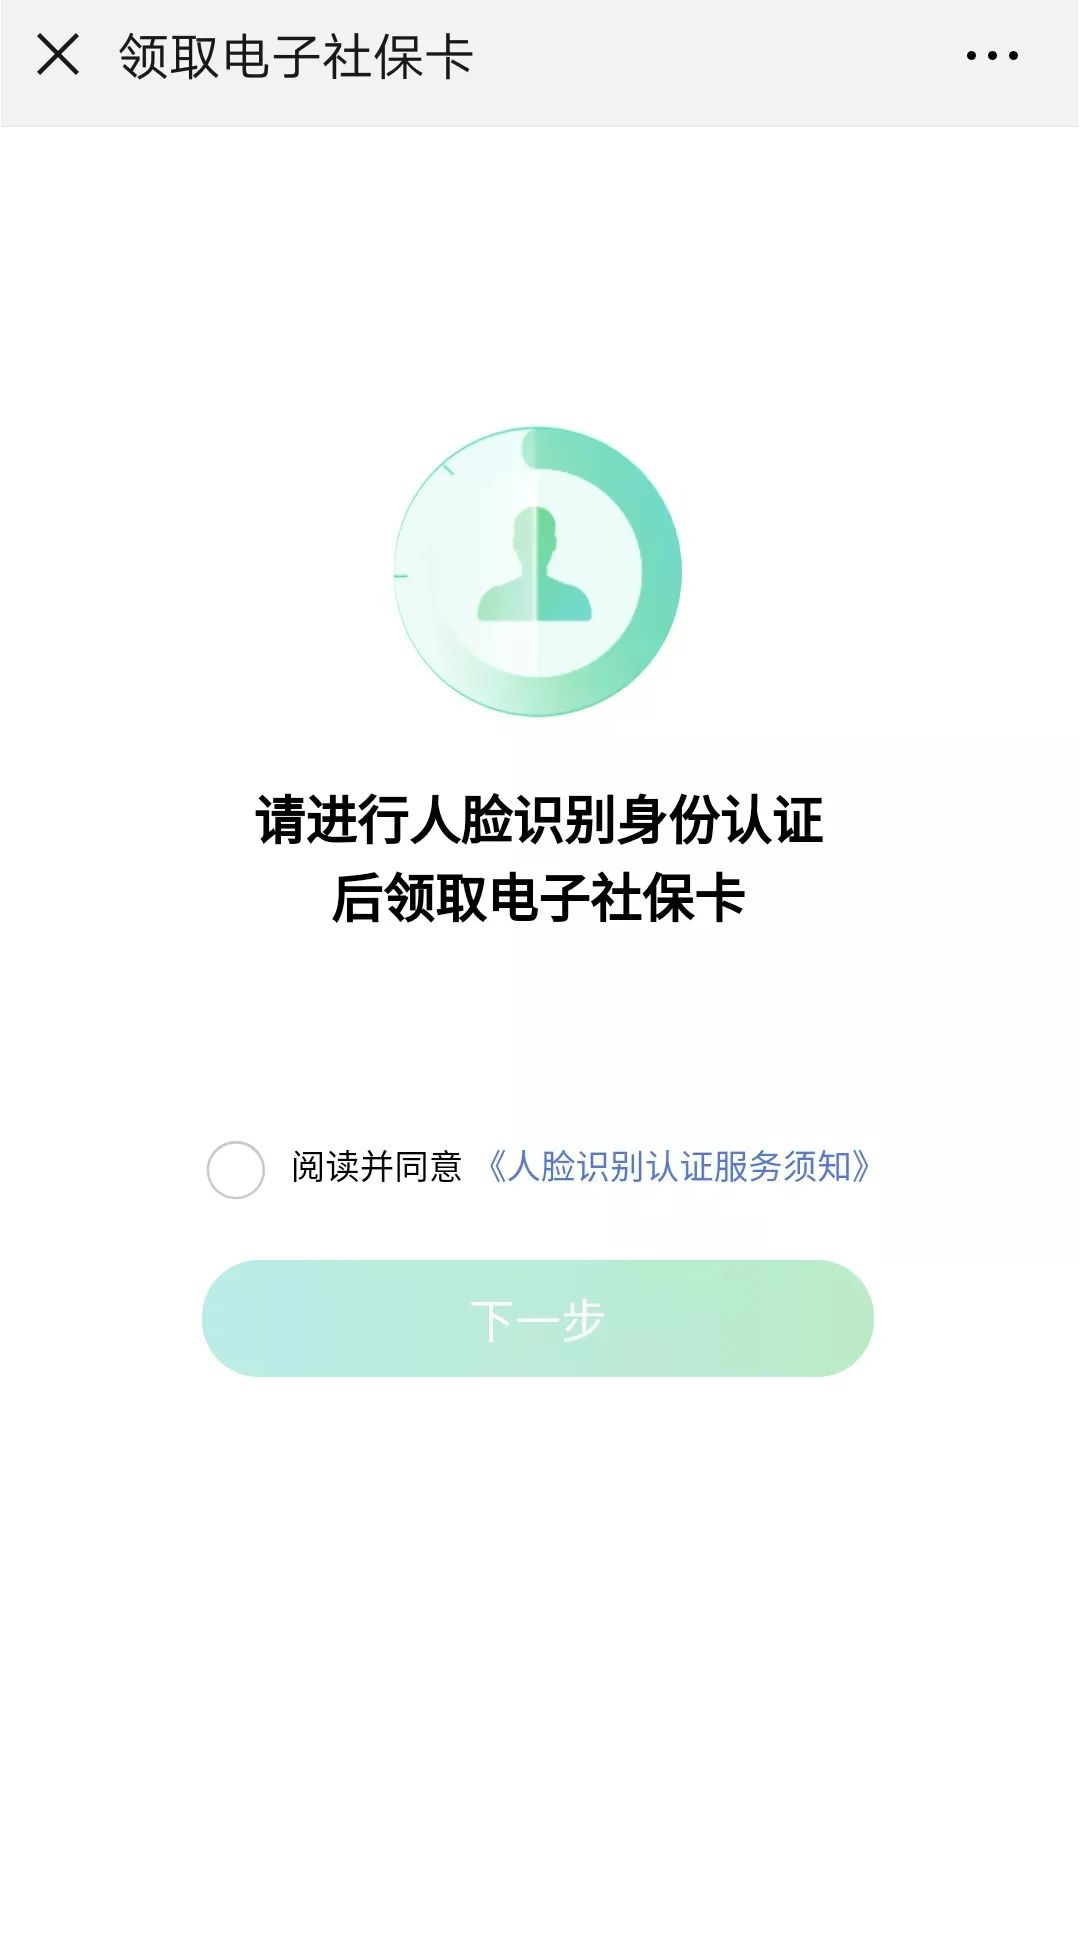 领取电子社保卡
请进行人脸识别身份认证
后领取电子社保卡
阅读并同意《人脸识别认证服务须知》
下一步